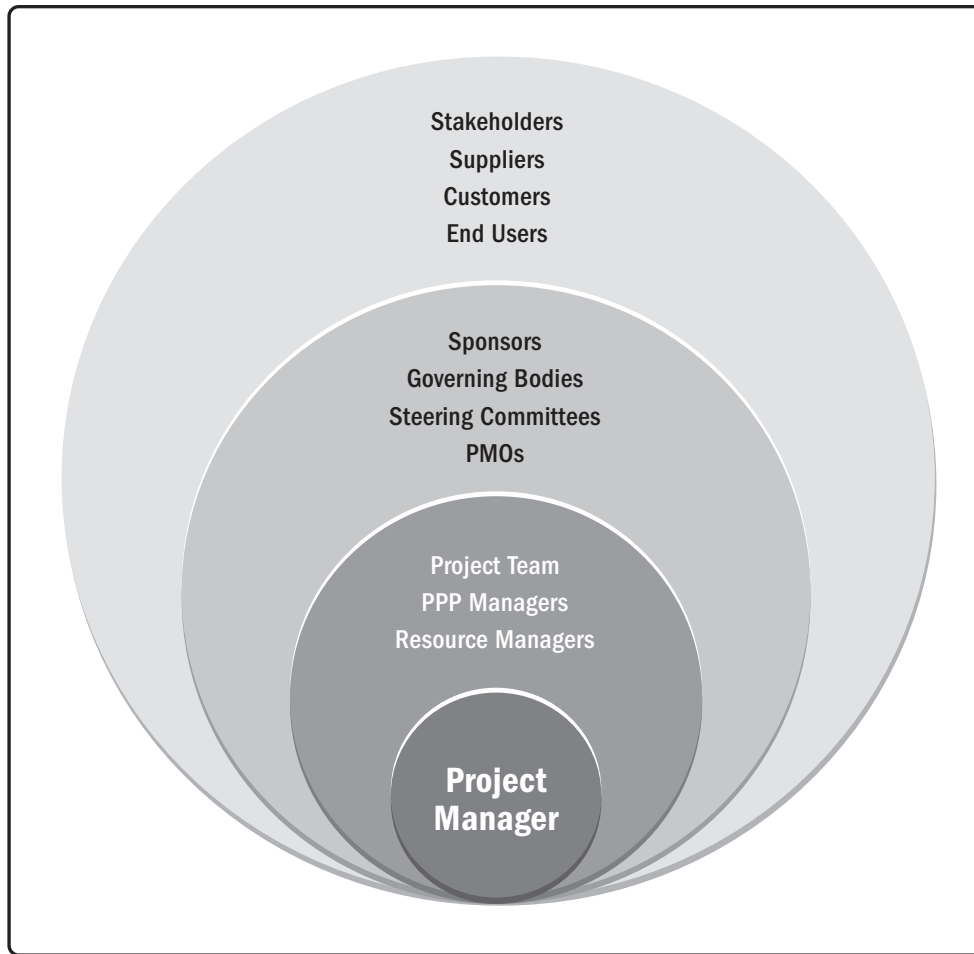 Stakeholders
Suppliers
Customers
End Users
Sponsors
Governing Bodies
Steering Committees
PMOs
Project Team
PPP Managers
Resource Managers
Project
Manager